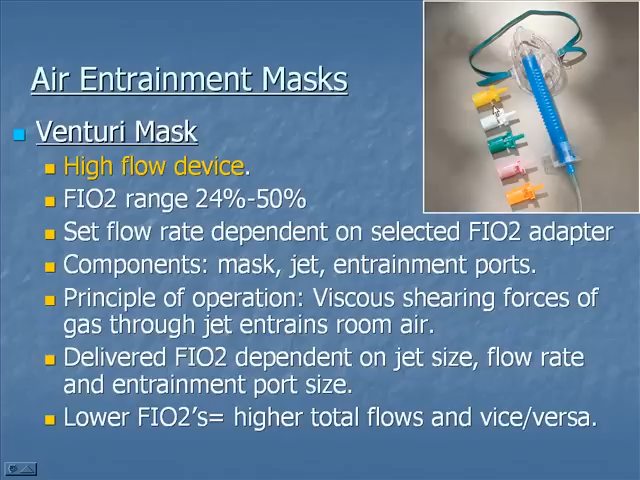 Air Entrainment Masks
Venturi Mask
High flow device.
FIO2 range 24%-50%
Set flow rate dependent on selected FIO2 adapter
Components: mask, jet, entrainment ports.
Principle of operation: Viscous shearing forces of
gas through jet entrains room air.
Delivered FIO2 dependent on jet size, flow rate
and entrainment port size.
Lower FIO2’s= higher total flows and vice/versa.